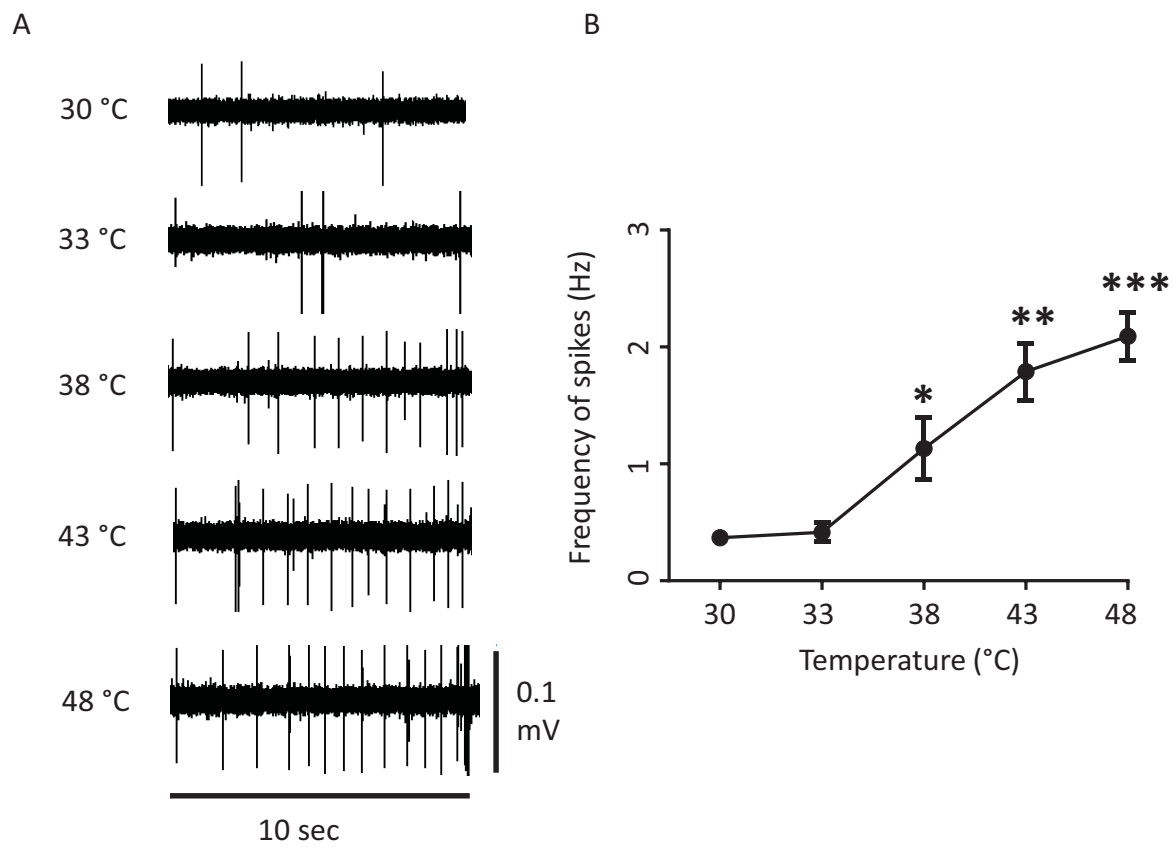 A
30 °C
33 °C
38 °C
43 °C
48 °C
0.1
mV
10 sec
B
Frequency of spikes (Hz)
3
2
1
0
*
**
***
30 33 38 43 48
Temperature (°C)